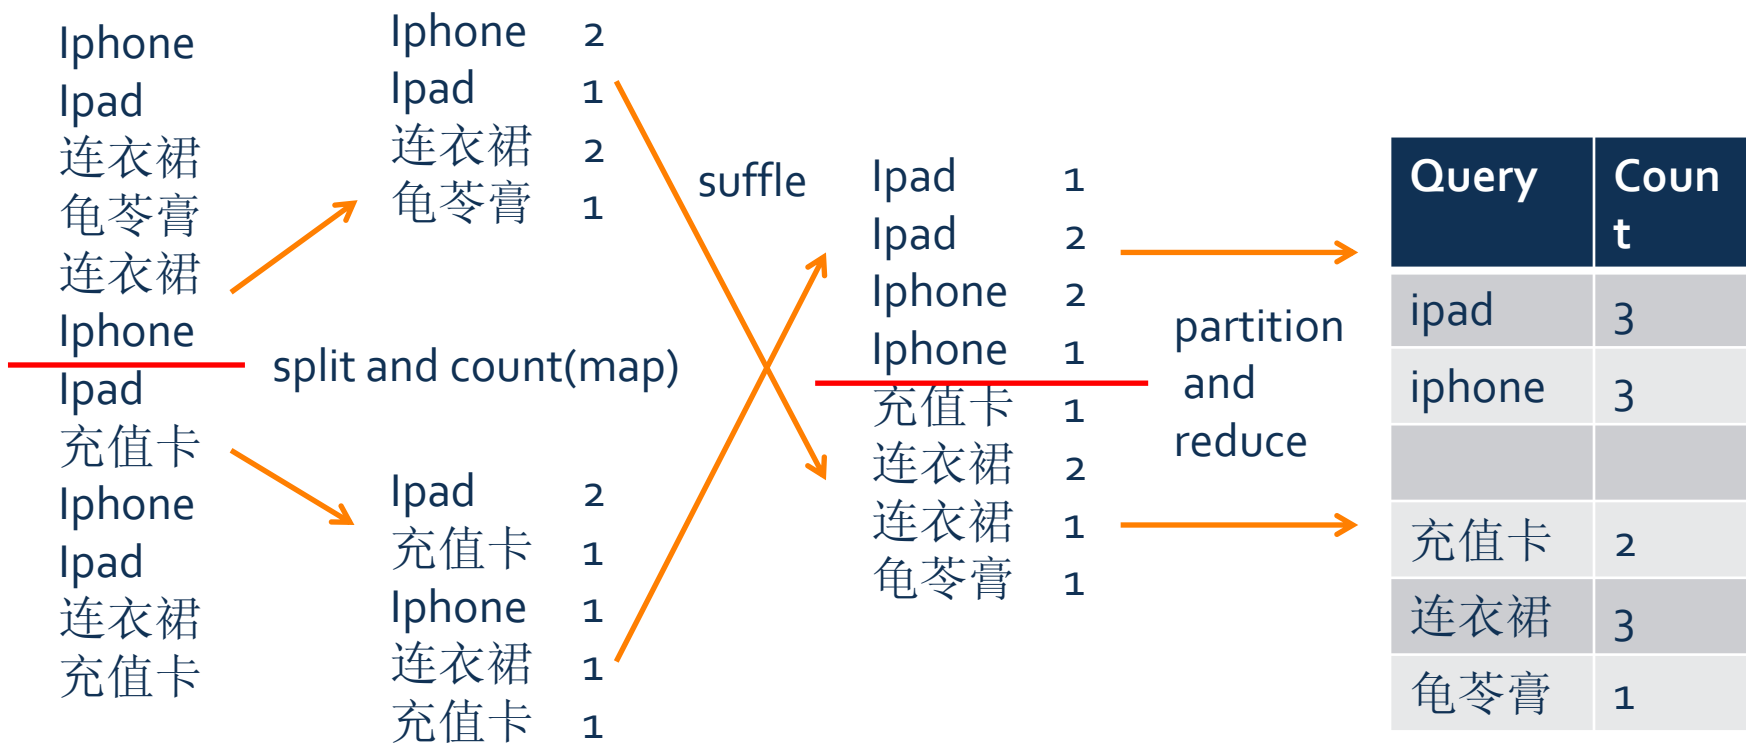 Iphone
Ipad
连衣裙
龟苓膏
连衣裙
Iphone
Ipad
充值卡
Iphone
Ipad
连衣裙
充值卡
split and count(map)
Iphone 2
Ipad 1
连衣裙 2
龟苓膏 1
Ipad 2
充值卡 1
Iphone 1
连衣裙 1
充值卡 1
suffle
Ipad 1
Ipad 2
Iphone 2
Iphone 1
充值卡 1
连衣裙 2
连衣裙 1
龟苓膏 1
partition
and
reduce
Query Coun
t
ipad 3
iphone 3
充值卡 2
连衣裙 3
龟苓膏 1